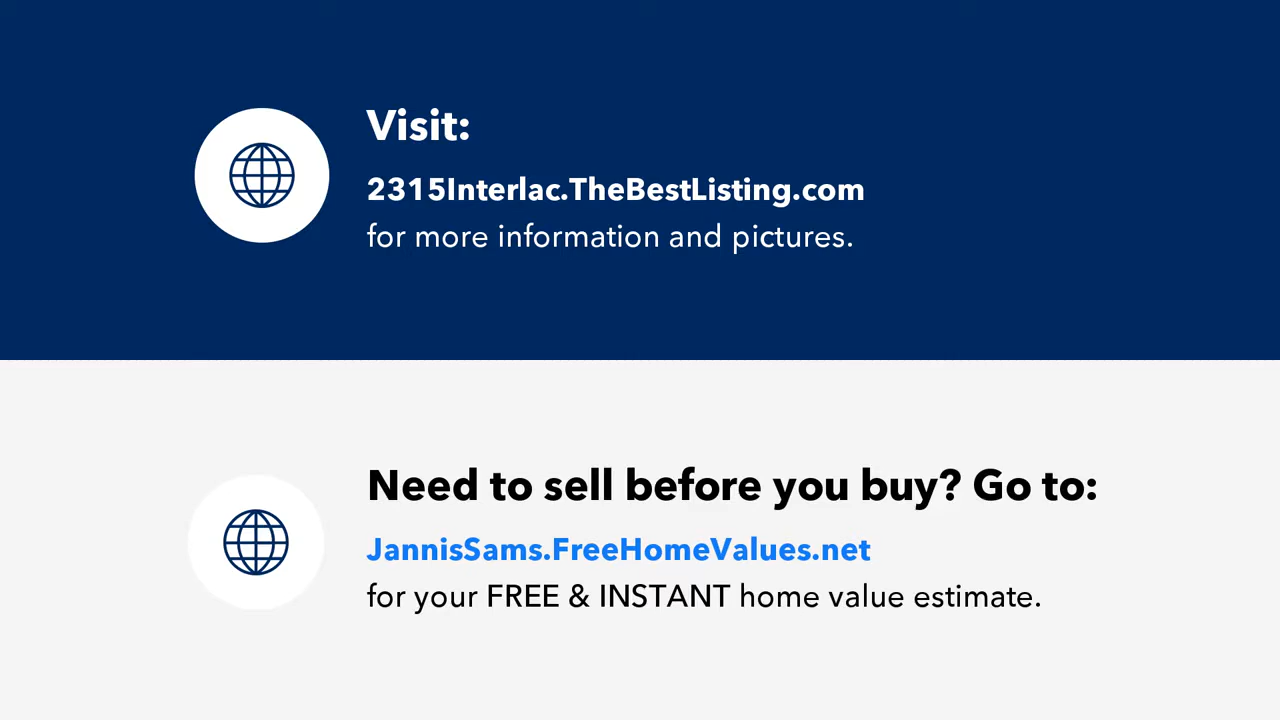 Visit:
2315Interlac.TheBestListing.com
for more information and pictures.
Need to sell before you buy? Go to:
JannisSams.FreeHomeValues.net
for your FREE & INSTANT home value estimate.